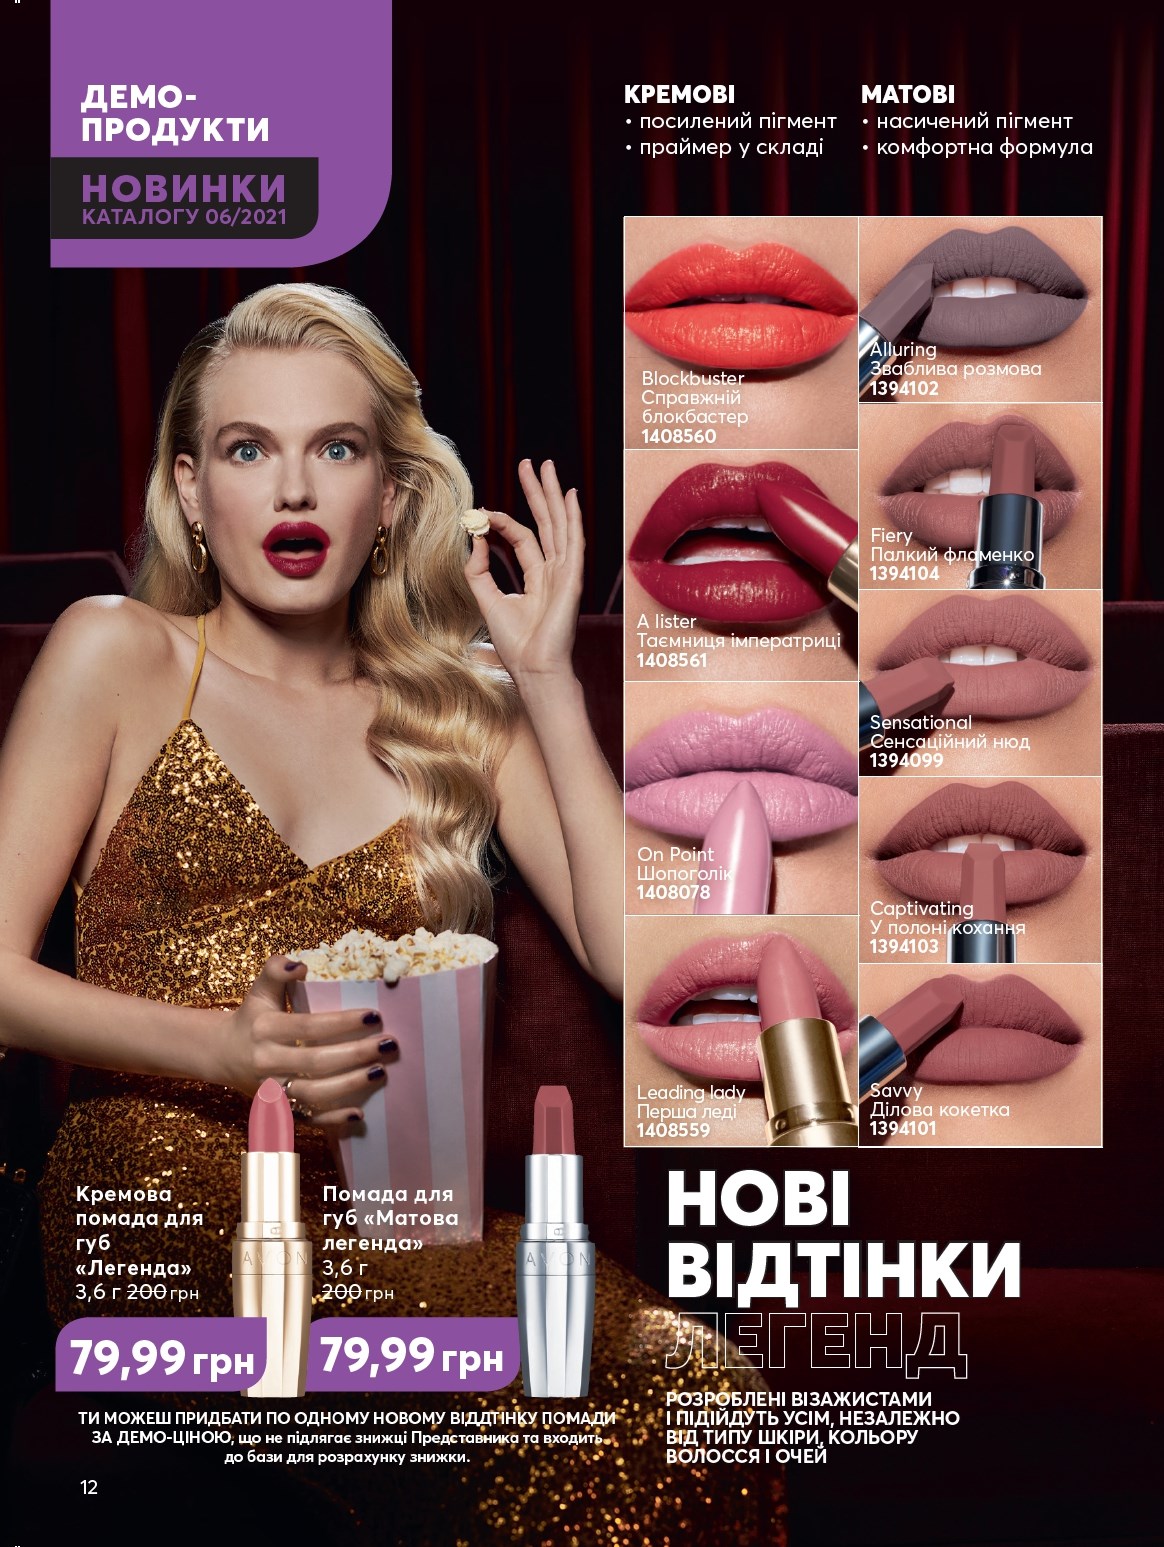 ДЕМО-
ПРОДУКТИ
НОВИНКИ
КАТАЛОГУ 06/2021
КРЕМОВІ
• посилений пігмент
• праймер у складі
МАТОВІ
• насичений пігмент
• комфортна формула
Blockbuster
Справжній
блокбастер
1408560
A lister
Таємниця імператриці
1408561
On Point
Шопоголік
1408078
Leading lady
Перша леді
1408559
Alluring
Зваблива розмова
1394102
Fiery
Палкий фламенко
1394104
Sensational
Сенсаційний нюд
1394099
Captivating
У полоні кохання
1394103
Savvy
Ділова кокетка
1394101
Кремова
помада для
губ
«Легенда»
3,6 г 200 грн
79,99 грн
AVON
Помада для
губ «Матова
легенда»
3,6 г
200 грн
79,99 грн
AVON
ТИ МОЖЕШ ПРИДБАТИ ПО ОДНОМУ НОВОМУ ВІДДТІНКУ ПОМАДИ
ЗА ДЕМО-ЦІНОЮ, що не підлягає знижці Представника та входить
до бази для розрахунку знижки.
НОВІ
ВІДТІНКИ
ЛЕГЕНД
РОЗРОБЛЕНІ ВІЗАЖИСТАМИ
І ПІДІЙДУТЬ УСІМ, НЕЗАЛЕЖНО
ВІД ТИПУ ШКІРИ, КОЛЬОРУ
ВОЛОССЯ І ОЧЕЙ
12